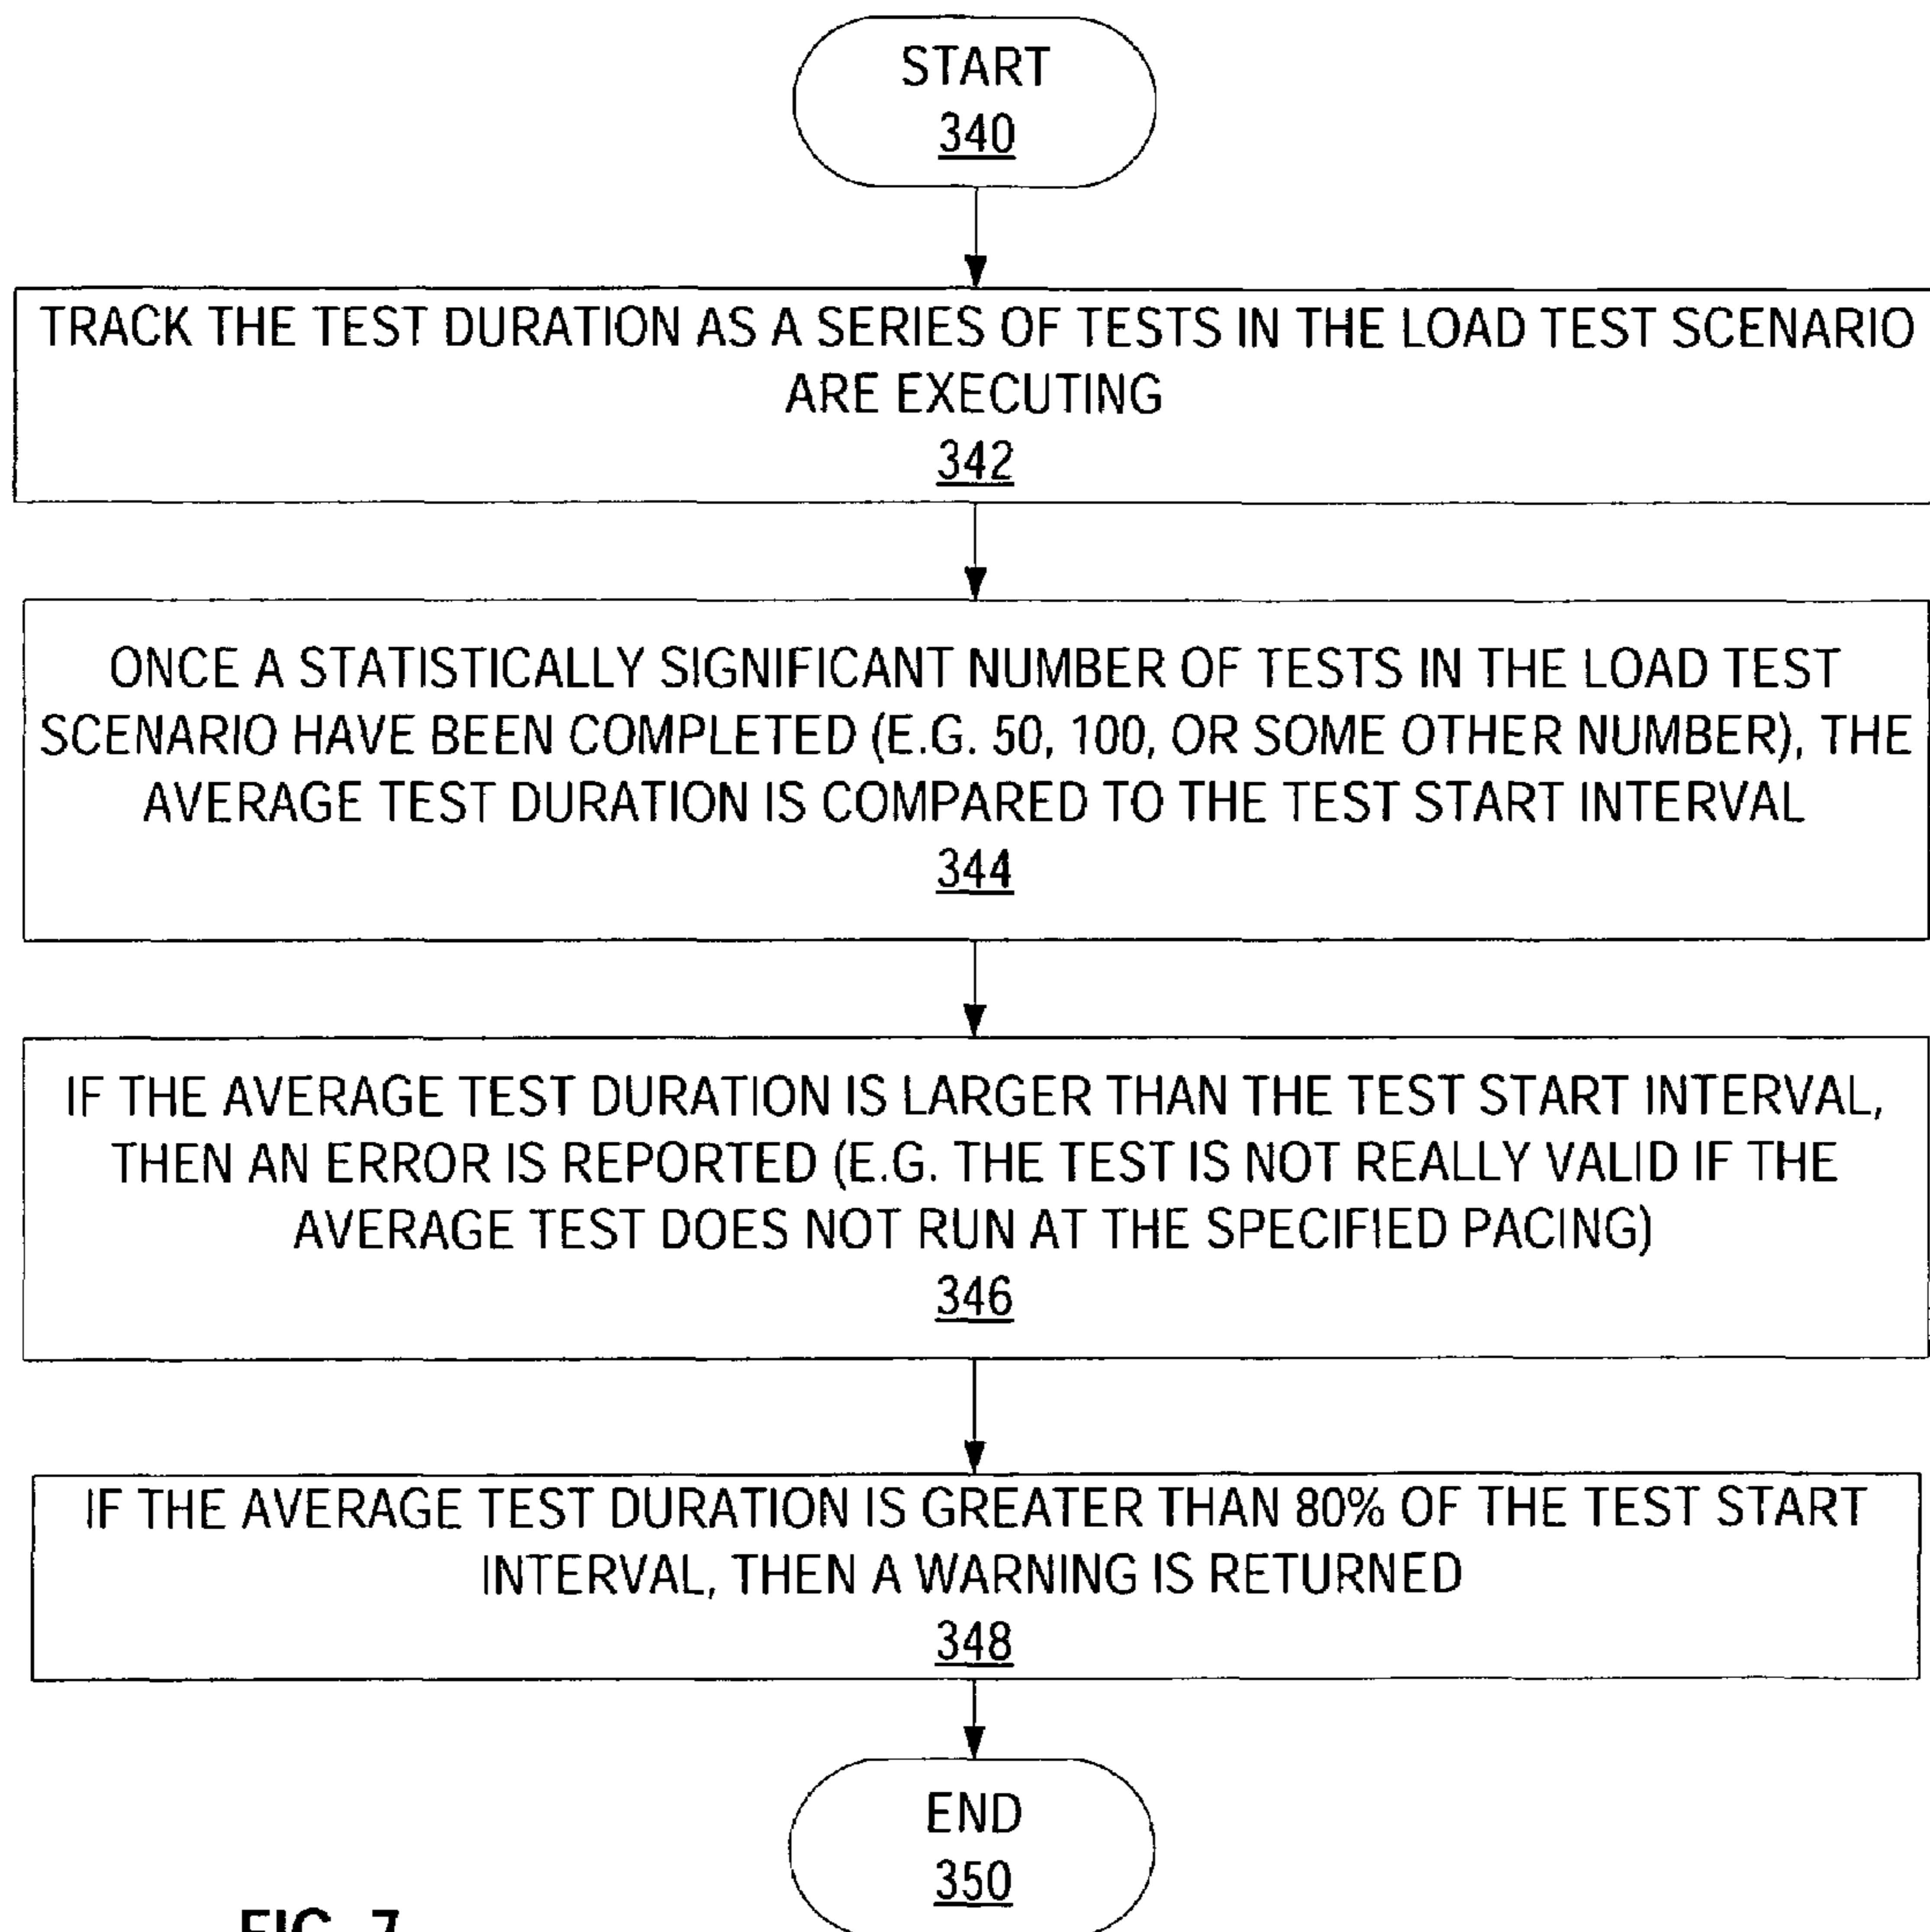 START
340
TRACK THE TEST DURATION AS A SERIES OF TESTS IN THE LOAD TEST SCENARIO
ARE EXECUTING
342
ONCE A STATISTICALLY SIGNIFICANT NUMBER OF TESTS IN THE LOAD TEST
SCENARIO HAVE BEEN COMPLETED (E.G. 50, 100, OR SOME OTHER NUMBER), THE
AVERAGE TEST DURATION IS COMPARED TO THE TEST START INTERVAL
344
IF THE AVERAGE TEST DURATION IS LARGER THAN THE TEST START INTERVAL,
THEN AN ERROR IS REPORTED (E.G. THE TEST IS NOT REALLY VALID IF THE
AVERAGE TEST DOES NOT RUN AT THE SPECIFIED PACING)
346
IF THE AVERAGE TEST DURATION IS GREATER THAN 80% OF THE TEST START
INTERVAL, THEN A WARNING IS RETURNED
348
END
350
FIG. 7